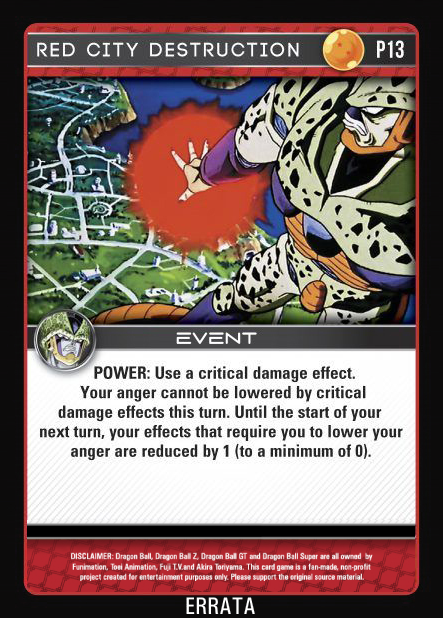 RED CITY DESTRUCTION P13
EVENT
POWER: Use a critical damage effect.
Your anger cannot be lowered by critical
damage effects this turn. Until the start of your
next turn, your effects that require you to lower your
anger are reduced by 1 (to a minimum of 0).
DISCLAIMER: Dragon Ball, Dragon Ball Z, Dragon Ball GT and Dragon Ball Super are all owned by
Funimation, Toei Animation, Fuji T.V.and Akira Toriyama. This card game is a fan-made, non-profit
project created for entertainment purposes only. Please support the original source material.
ERRATA